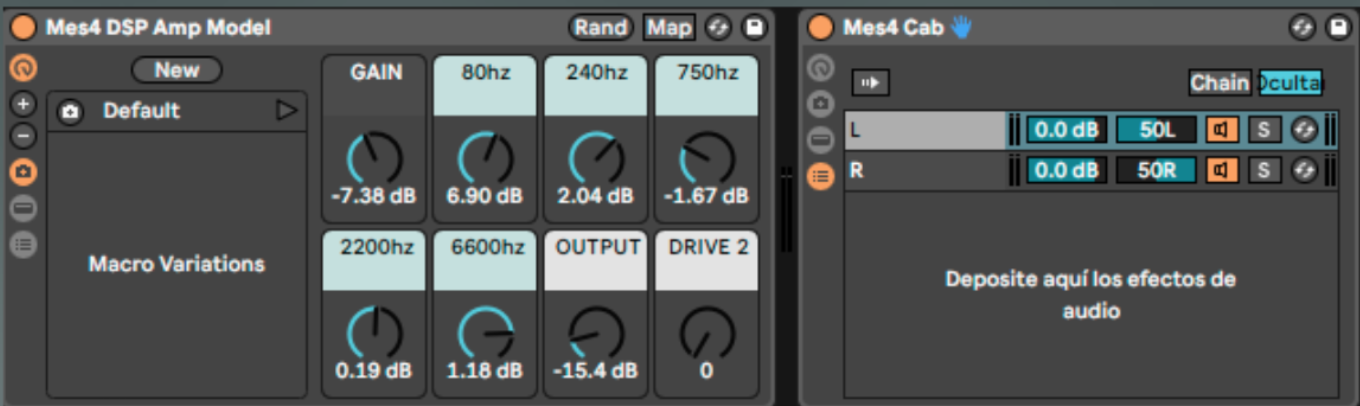 Mes4 DSP Amp Model Rand Map
New
Default
Macro Variations
GAIN 80hz 240hz 750hz
-7.38 dB 6.90 dB 2.04 dB -1.67 dB
2200hz 6600hz OUTPUT DRIVE 2
0.19 dB 1.18 dB -15.4 dB 0
Mes4 Cab
Chain Oculta
L 0.0 dB 50L S
R 0.0 dB 50R S
Deposite aquí los efectos de
audio